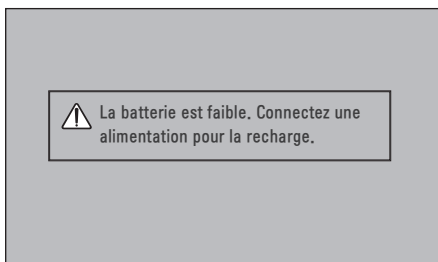 La batterie est faible. Connectez une
alimentation pour la recharge.